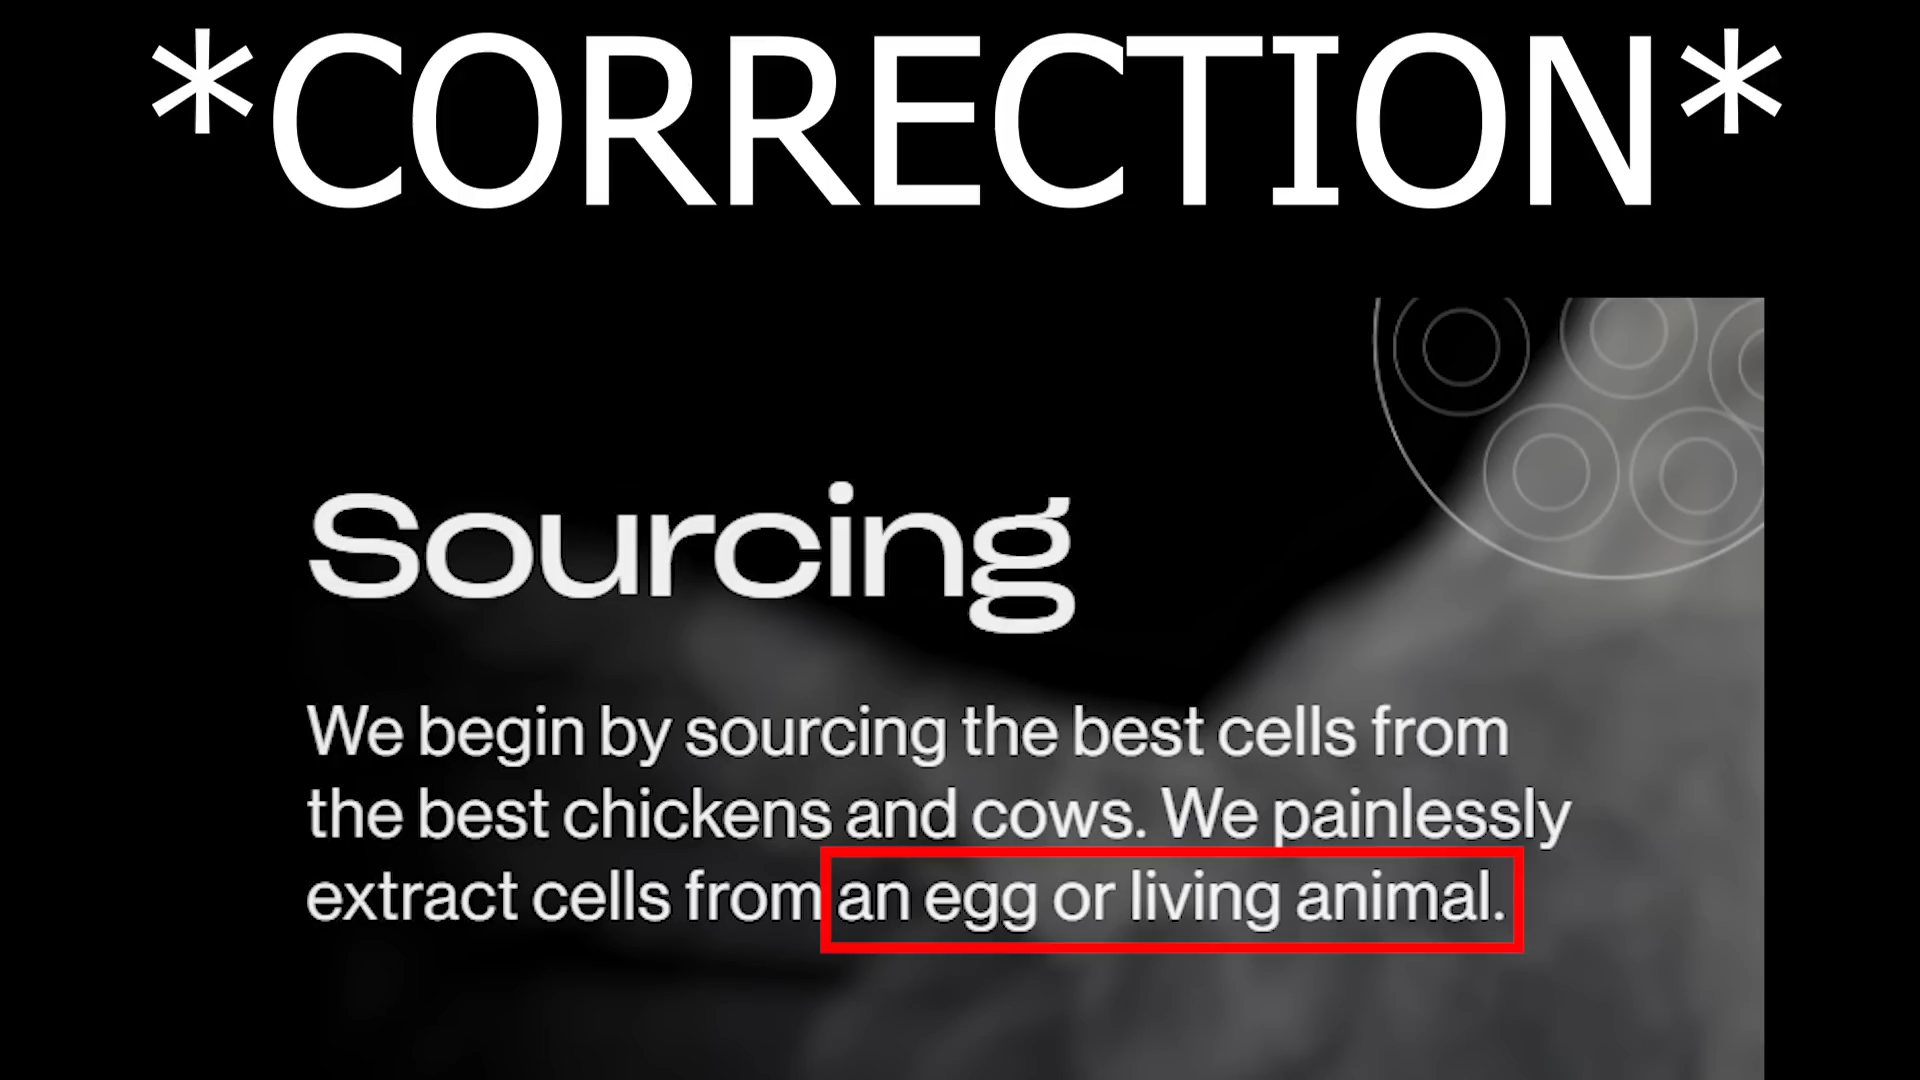 *CORRECTION*
Sourcing
We begin by sourcing the best cells from
the best chickens and cows. We painlessly
extract cells from an egg or living animal.